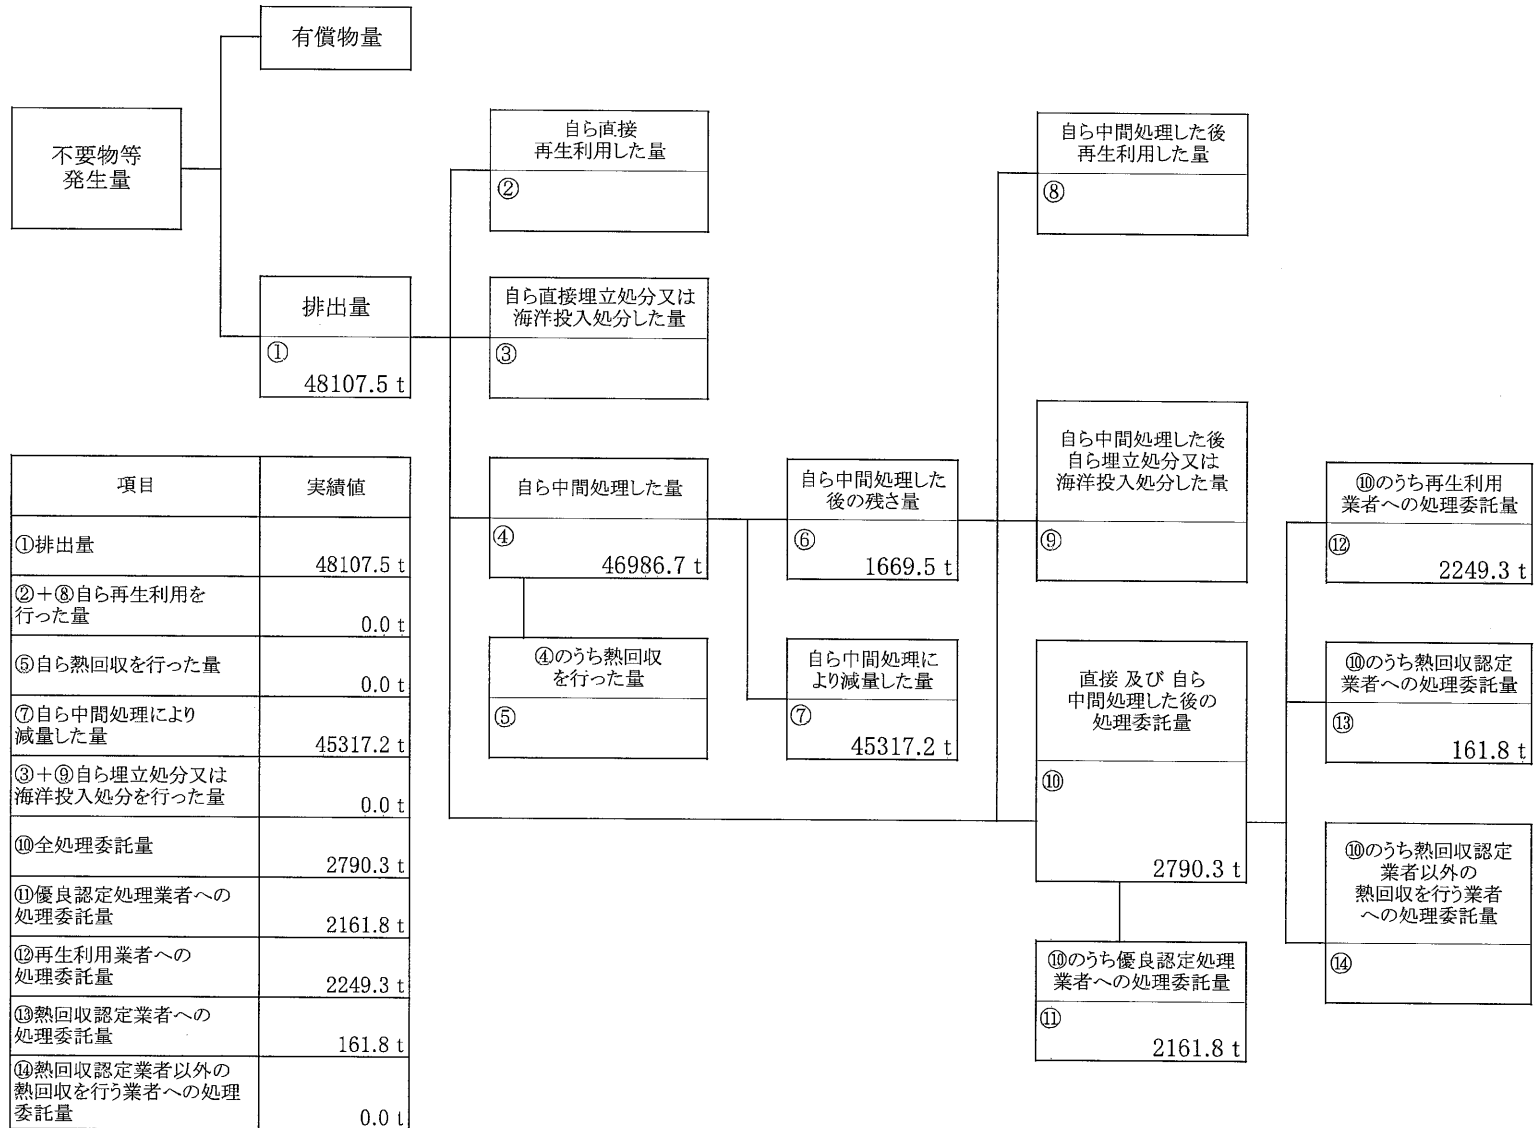 有償物量
不要物等
発生量
排出量
①
48107.5 t
自ら直接
再生利用した量
②
自ら直接埋立処分又は
海洋投入処分した量
③
自ら中間処理した量
④
46986.7 t
④のうち熱回収
を行った量
⑤
自ら中間処理した
後の残さ量
⑥
1669.5 t
自ら中間処理に
より減量した量
⑦
45317.2 t
自ら中間処理した後
再生利用した量
⑧
自ら中間処理した後
自ら埋立処分又は
海洋投入処分した量
⑨
直接 及び 自ら
中間処理した後の
処理委託量
⑩
2790.3 t
⑩のうち優良認定処理
業者への処理委託量
⑪
2161.8 t
⑩のうち再生利用
業者への処理委託量
⑫
2249.3 t
⑩のうち熱回収認定
業者への処理委託量
⑬
161.8 t
⑩のうち熱回収認定
業者以外の
熱回収を行う業者
への処理委託量
⑭
項目 実績値
①排出量
48107.5 t
②+⑧自ら再生利用を
行った量
0.0 t
⑤自ら熱回収を行った量
0.0 t
⑦自ら中間処理により
減量した量
45317.2 t
③+⑨自ら埋立処分又は
海洋投入処分を行った量
0.0 t
⑩全処理委託量
2790.3 t
⑪優良認定処理業者への
処理委託量
2161.8 t
⑫再生利用業者への
処理委託量
2249.3 t
⑬熱回収認定業者への
処理委託量
161.8 t
⑭熱回収認定業者以外の
熱回収を行う業者への処理
委託量
0.0 t